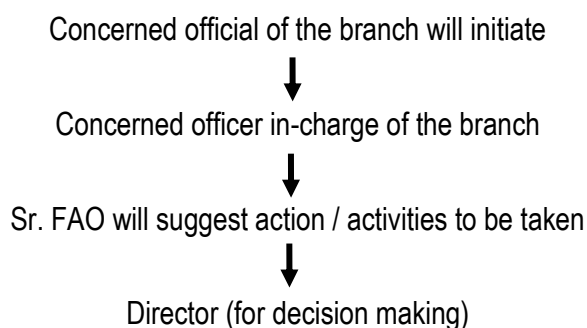 Concerned official of the branch will initiate
Concerned officer in-charge of the branch
Sr. FAO will suggest action / activities to be taken
Director (for decision making)